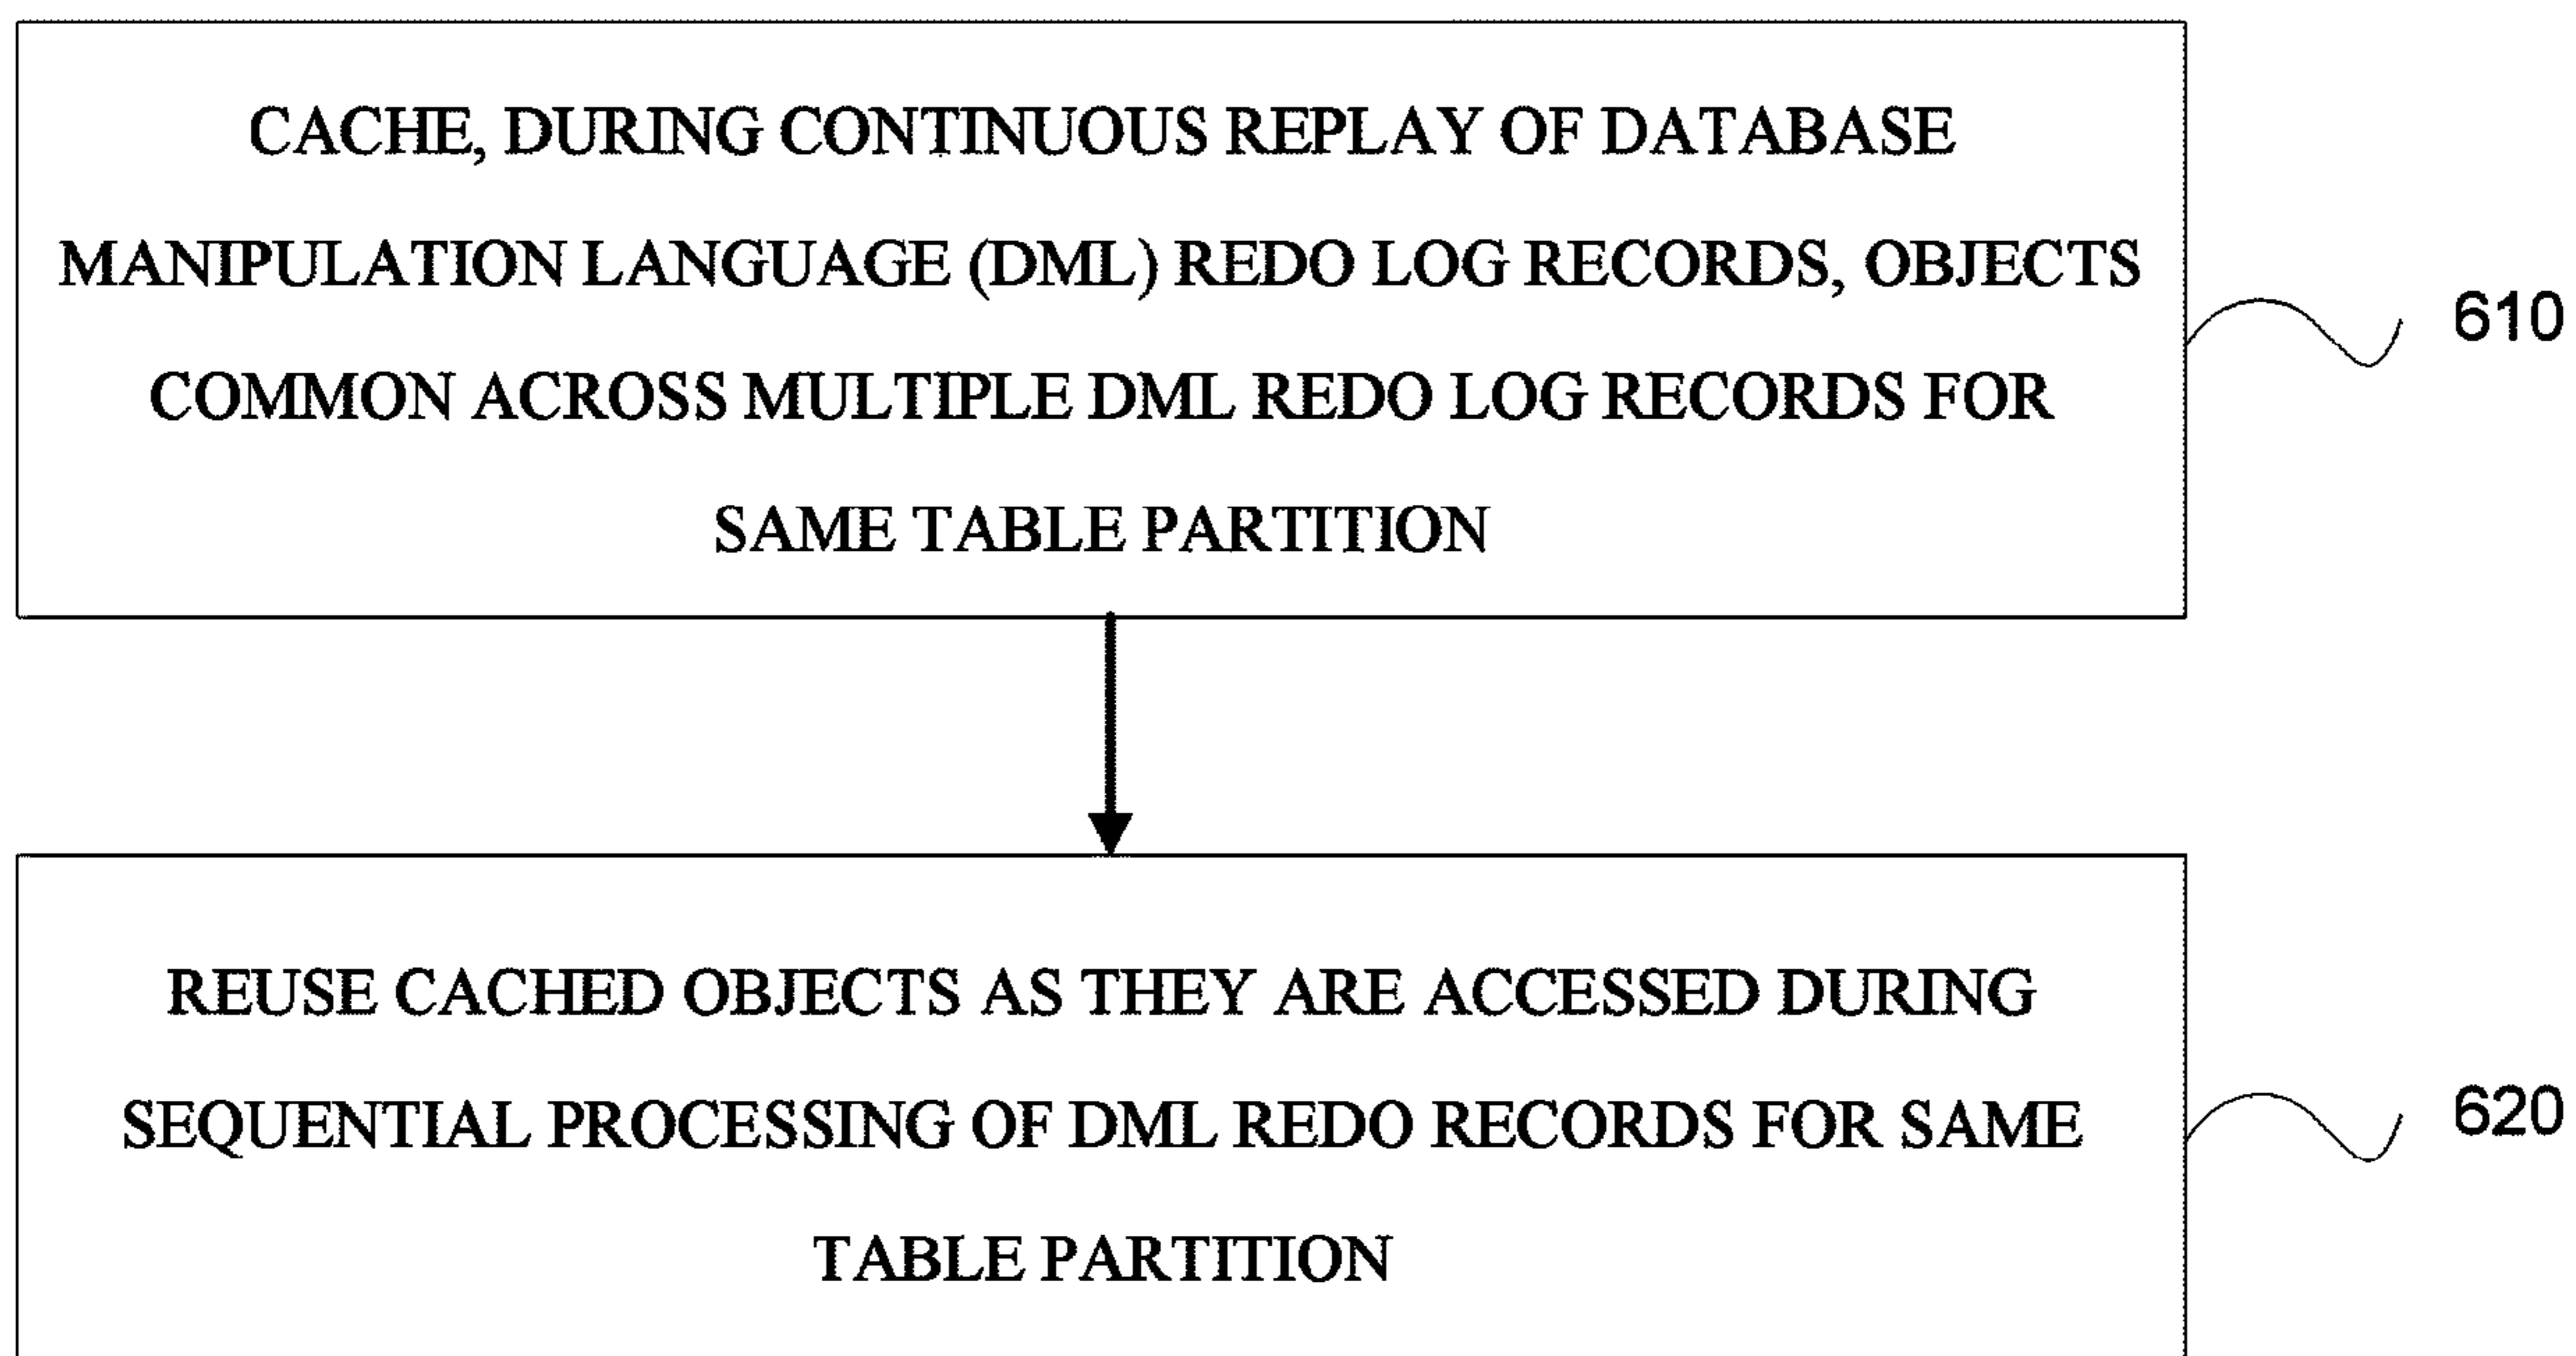 CACHE, DURING CONTINUOUS REPLAY OF DATABASE
MANIPULATION LANGUAGE (DML) REDO LOG RECORDS, OBJECTS
COMMON ACROSS MULTIPLE DML REDO LOG RECORDS FOR
SAME TABLE PARTITION
610
REUSE CACHED OBJECTS AS THEY ARE ACCESSED DURING
SEQUENTIAL PROCESSING OF DML REDO RECORDS FOR SAME
TABLE PARTITION
620